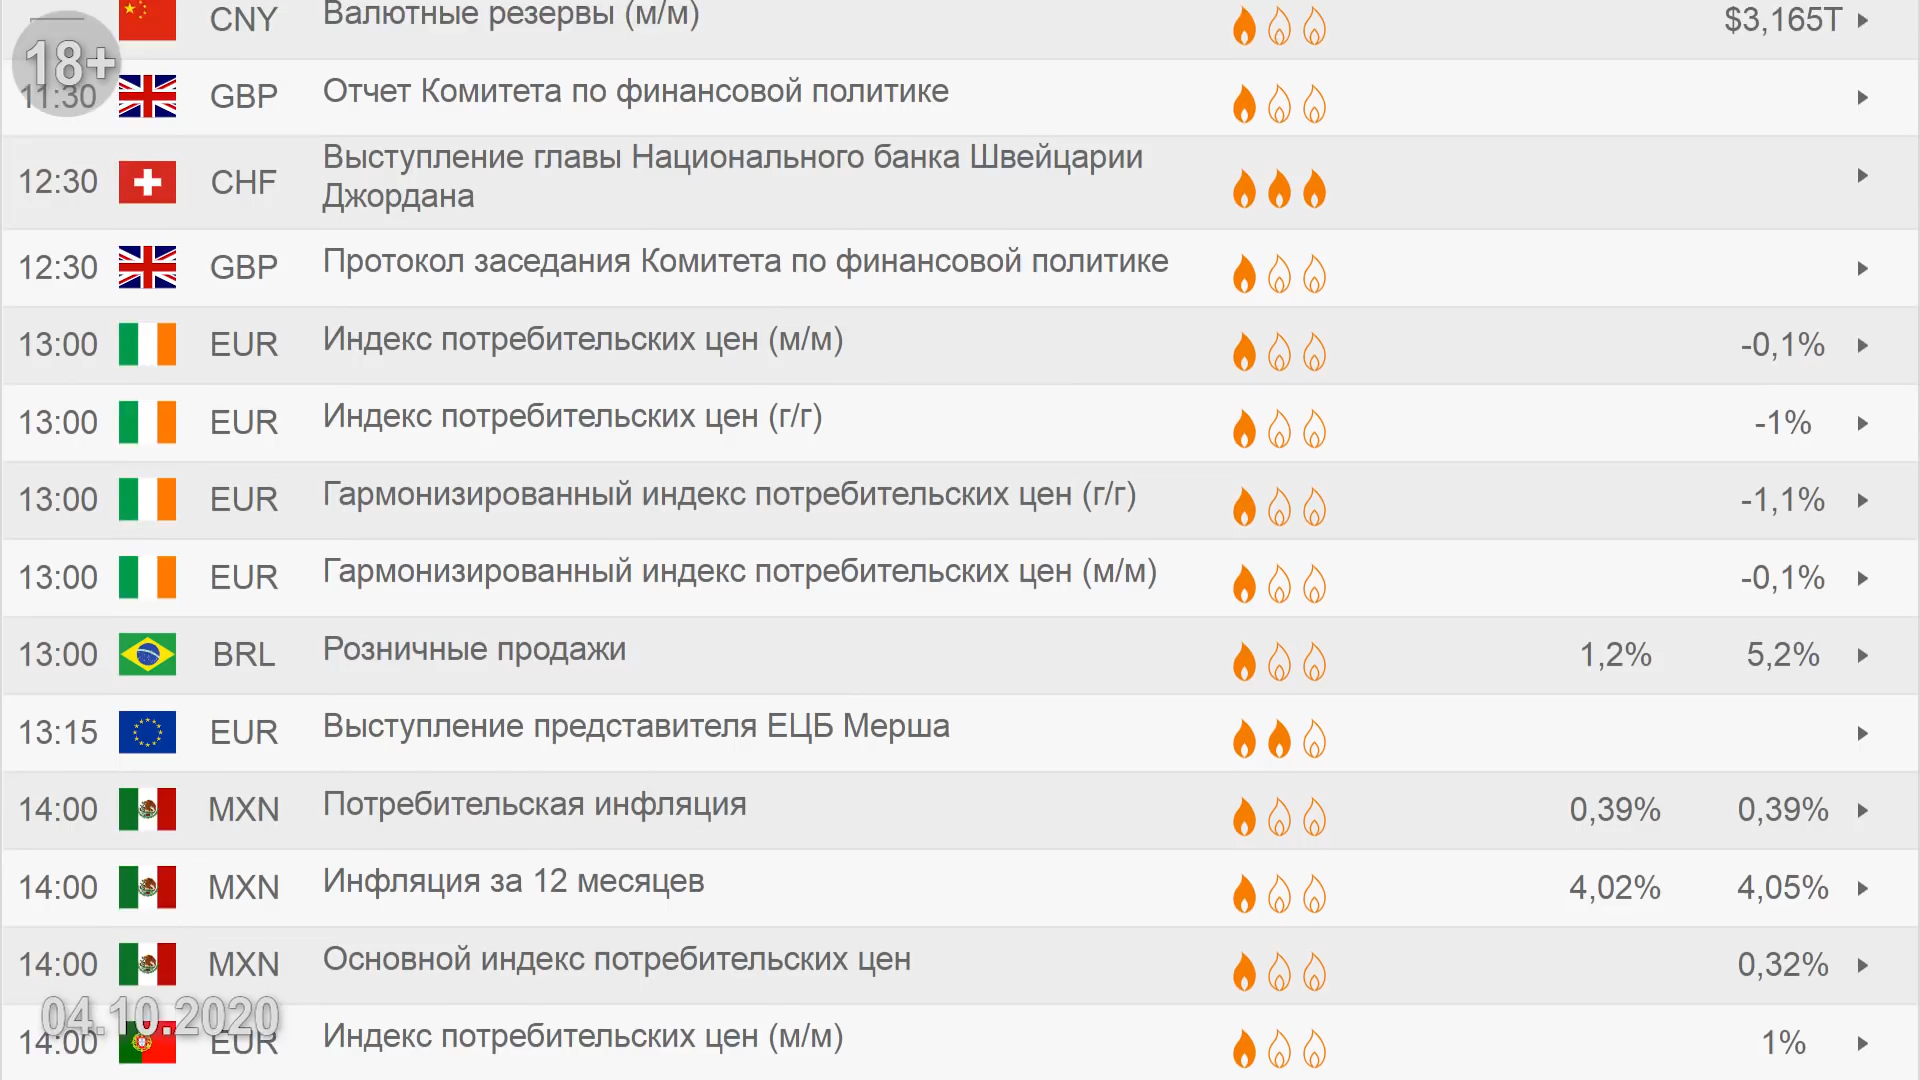 CNY Валютные резервы (м/м) $3,165T
18+
11:30 GBP Отчет Комитета по финансовой политике
12:30 CHF Выступление главы Национального банка Швейцарии
Джордана
12:30 GBP Протокол заседания Комитета по финансовой политике
13:00 EUR Индекс потребительских цен (м/м) -0,1%
13:00 EUR Индекс потребительских цен (г/г) -1%
13:00 EUR Гармонизированный индекс потребительских цен (г/г) -1,1%
13:00 EUR Гармонизированный индекс потребительских цен (м/м) -0,1%
13:00 BRL Розничные продажи 1,2% 5,2%
13:15 EUR Выступление представителя ЕЦБ Мерша
14:00 MXN Потребительская инфляция 0,39% 0,39%
14:00 MXN Инфляция за 12 месяцев 4,02% 4,05%
14:00 MXN Основной индекс потребительских цен 0,32%
04.10.2020
14:00 EUR Индекс потребительских цен (м/м) 1%